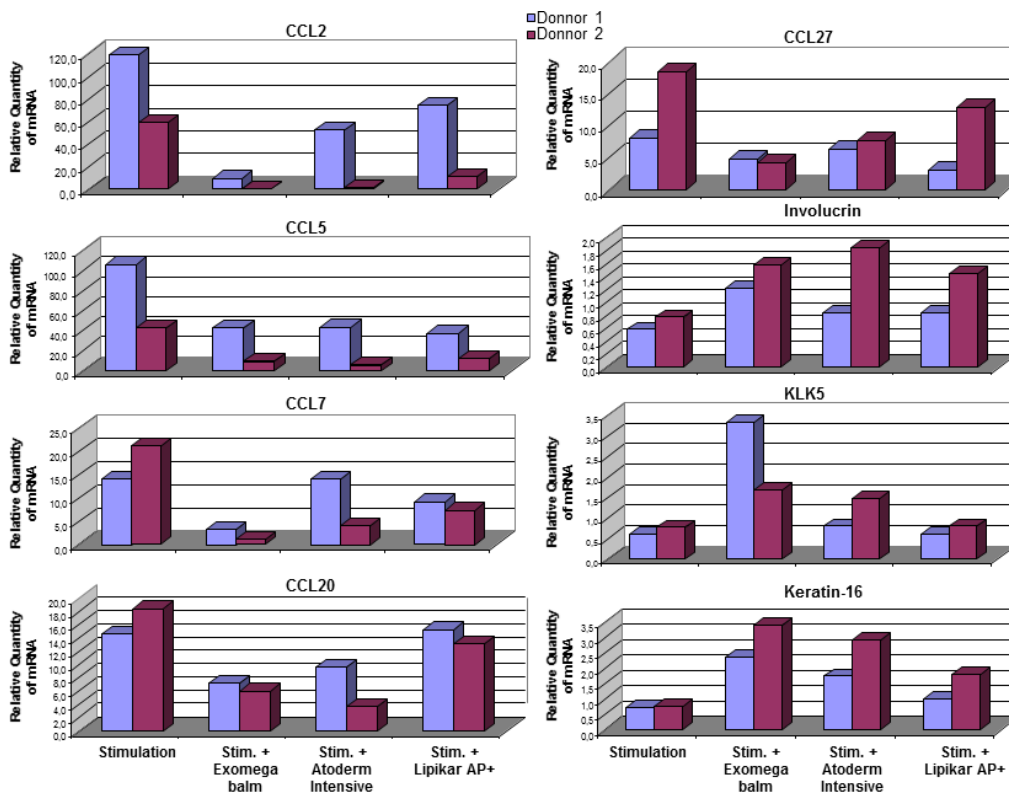 Donnor 1
Donnor 2
CCL2
Relative Quantity
of mRNA
120,0
100,0
80,0
60,0
40,0
20,0
0,0
CCL5
Relative Quantity
of mRNA
120,0
100,0
80,0
60,0
40,0
20,0
0,0
CCL7
Relative Quantity
of mRNA
25,0
20,0
15,0
10,0
5,0
0,0
CCL20
Relative Quantity
of mRNA
20,0
18,0
16,0
14,0
12,0
10,0
8,0
6,0
4,0
2,0
0,0
Stimulation
Stim. +
Exomega
balm
Stim. +
Atoderm
Intensive
Stim. +
Lipikar AP+
CCL27
Relative Quantity
of mRNA
20,0
15,0
10,0
5,0
0,0
Involucrin
Relative Quantity
of mRNA
2,0
1,8
1,6
1,4
1,2
1,0
0,8
0,6
0,4
0,2
0,0
KLK5
Relative Quantity
of mRNA
3,5
3,0
2,5
2,0
1,5
1,0
0,5
0,0
Keratin-16
Relative Quantity
of mRNA
3,5
3,0
2,5
2,0
1,5
1,0
0,5
0,0
Stimulation
Stim. +
Exomega
balm
Stim. +
Atoderm
Intensive
Stim. +
Lipikar AP+